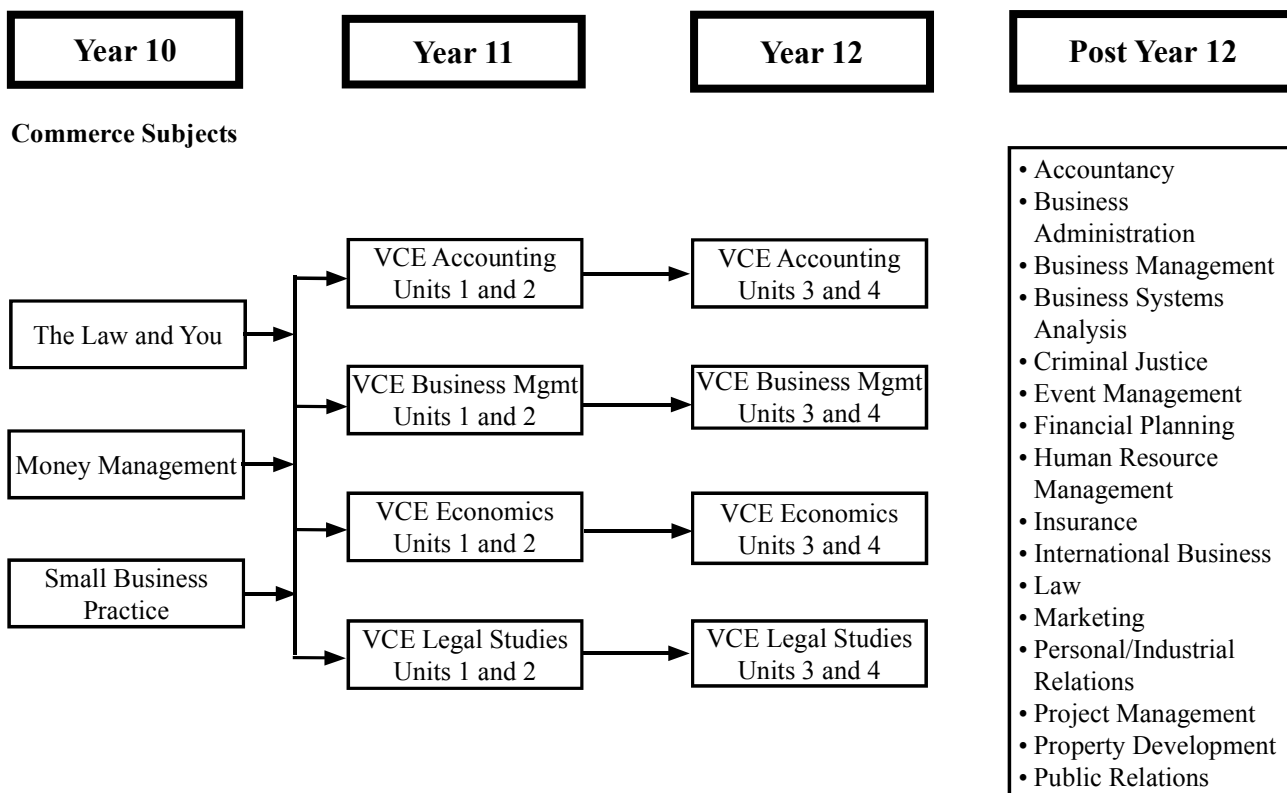 Year 10
Year 11
Year 12
Post Year 12
Commerce Subjects
The Law and You
Money Management
Small Business
Practice
VCE Accounting
Units 1 and 2
VCE Business Mgmt
Units 1 and 2
VCE Economics
Units 1 and 2
VCE Legal Studies
Units 1 and 2
VCE Accounting
Units 3 and 4
VCE Business Mgmt
Units 3 and 4
VCE Economics
Units 3 and 4
VCE Legal Studies
Units 3 and 4
• Accountancy
• Business
Administration
• Business Management
• Business Systems
Analysis
• Criminal Justice
• Event Management
• Financial Planning
• Human Resource
Management
• Insurance
• International Business
• Law
• Marketing
• Personal/Industrial
Relations
• Project Management
• Property Development
• Public Relations